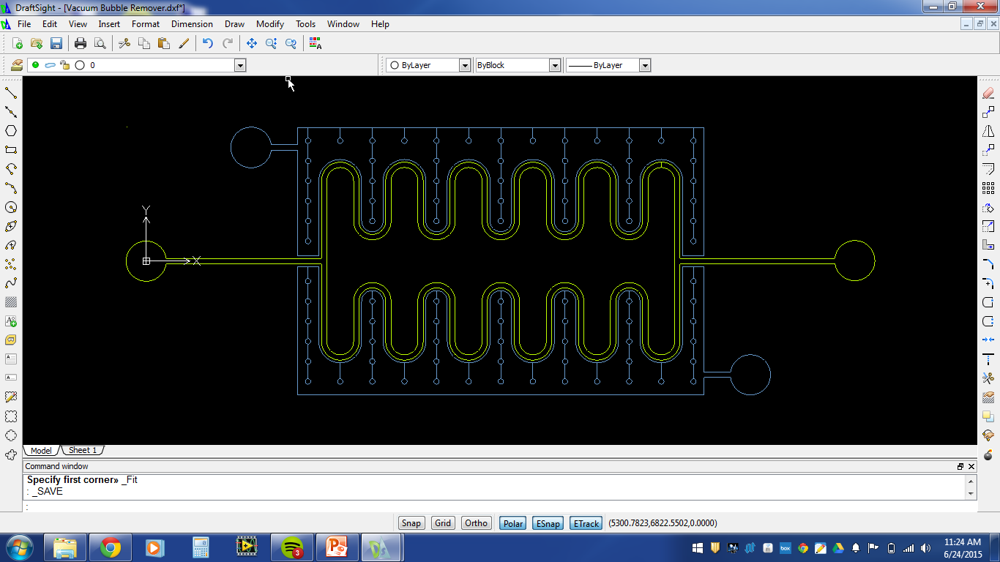 DraftSight - [Vacuum Bubble Remover.dxf*]
File Edit View Insert Format Dimension Draw Modify Tools Window Help
0 ByLayer ByBlock ByLayer
Y
X
Model Sheet 1
Command window
Specify first corner» _Fit
: _SAVE
:
Snap Grid Ortho Polar ESnap ETrack (5300.7823,6822.5502,0.0000)
3
box
11:24 AM
6/24/2015